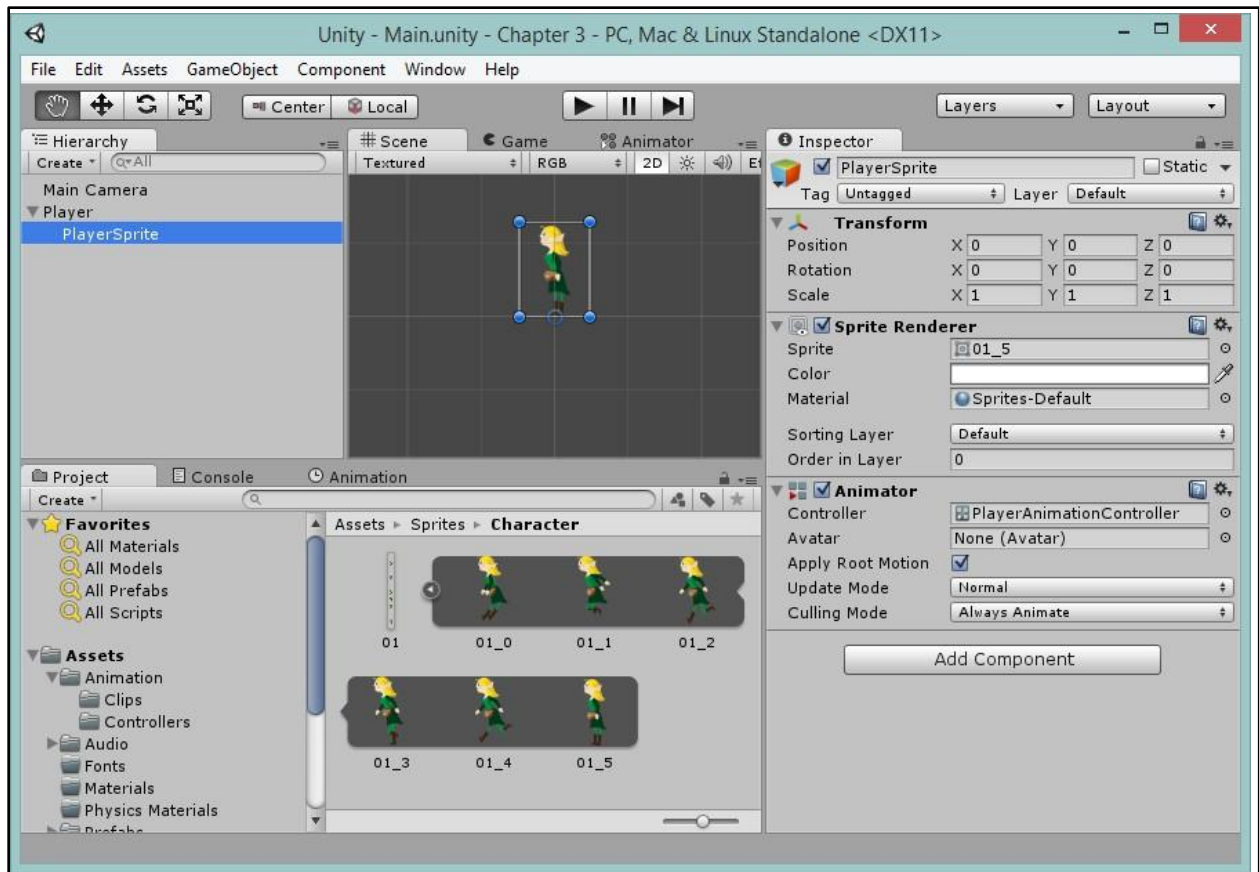 Unity - Main.unity - Chapter 3 - PC, Mac & Linux Standalone <DX11>
File Edit Assets GameObject Component Window Help
Center Local Layers Layout
Hierarchy
Create All
Main Camera
Player
PlayerSprite
Scene Game Animator
Textured RGB 2D Ef
Inspector
PlayerSprite Static
Tag Untagged Layer Default
Transform
Position X 0 Y 0 Z 0
Rotation X 0 Y 0 Z 0
Scale X 1 Y 1 Z 1
Sprite Renderer
Sprite 01_5
Color
Material Sprites-Default
Sorting Layer Default
Order in Layer 0
Animator
Controller PlayerAnimationController
Avatar None (Avatar)
Apply Root Motion
Update Mode Normal
Culling Mode Always Animate
Add Component
Project Console Animation
Create
Favorites
All Materials
All Models
All Prefabs
All Scripts
Assets
Animation
Clips
Controllers
Audio
Fonts
Materials
Physics Materials
Prefabs
Assets Sprites Character
01 01_0 01_1 01_2
01_3 01_4 01_5